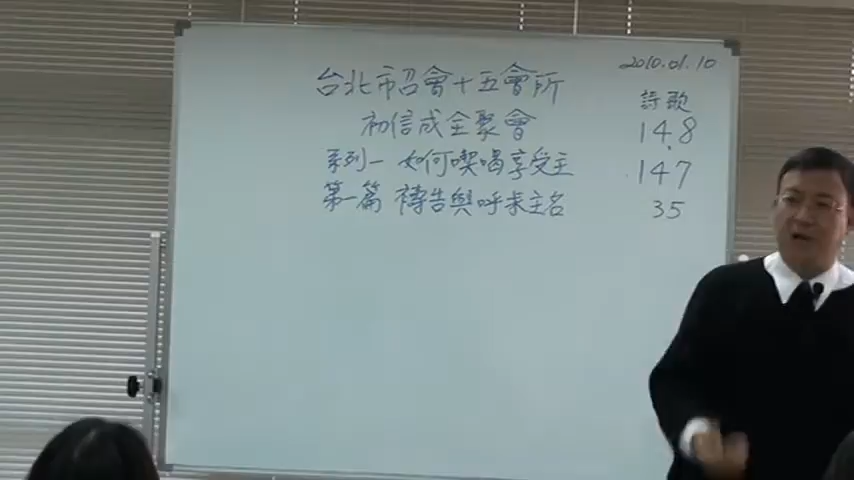 台北市召會十五會所
初信成全聚會
系列一 如何喫喝享受主
第一篇 禱告與呼求主名
2010.01.10
詩歌
148
147
35